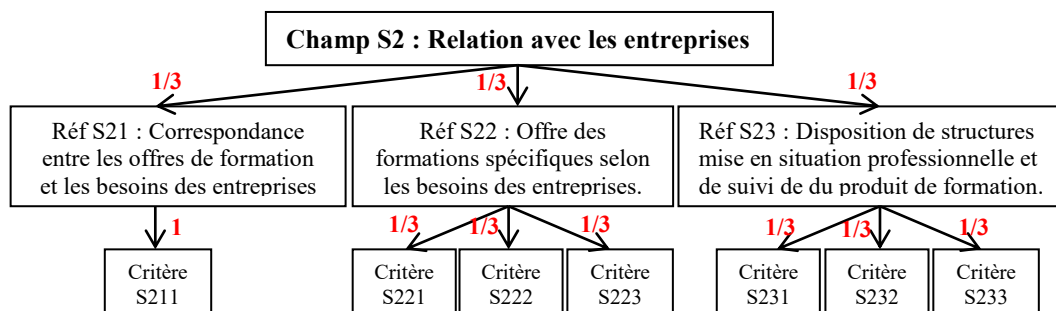 Champ S2 : Relation avec les entreprises
1/3
1/3
1/3
Réf S21 : Correspondance
entre les offres de formation
et les besoins des entreprises
Réf S22 : Offre des
formations spécifiques selon
les besoins des entreprises.
Réf S23 : Disposition de structures
mise en situation professionnelle et
de suivi de du produit de formation.
1
1/3
1/3
1/3
1/3
1/3
1/3
Critère
S211
Critère
S221
Critère
S222
Critère
S223
Critère
S231
Critère
S232
Critère
S233